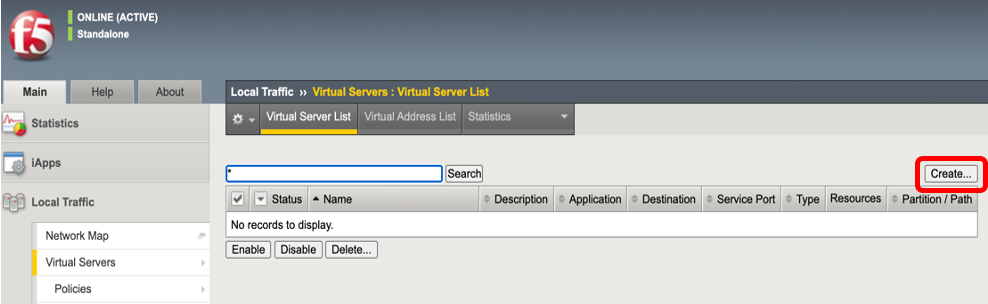 f5
ONLINE (ACTIVE)
Standalone
Main Help About
Local Traffic ›› Virtual Servers : Virtual Server List
Virtual Server List Virtual Address List Statistics
Statistics
iApps
Local Traffic
Network Map
Virtual Servers
Policies
* Search Create...
Status Name Description Application Destination Service Port Type Resources Partition / Path
No records to display.
Enable Disable Delete...